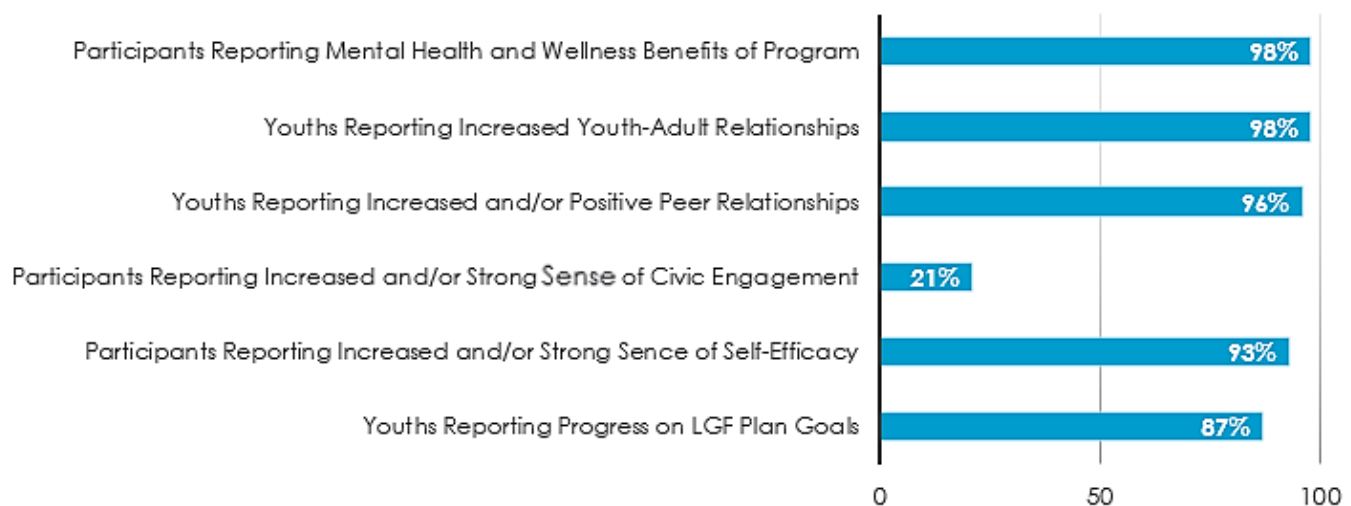 Participants Reporting Mental Health and Wellness Benefits of Program 98%
Youths Reporting Increased Youth-Adult Relationships 98%
Youths Reporting Increased and/or Positive Peer Relationships 96%
Participants Reporting Increased and/or Strong Sense of Civic Engagement 21%
Participants Reporting Increased and/or Strong Sence of Self-Efficacy 93%
Youths Reporting Progress on LGF Plan Goals 87%
0 50 100